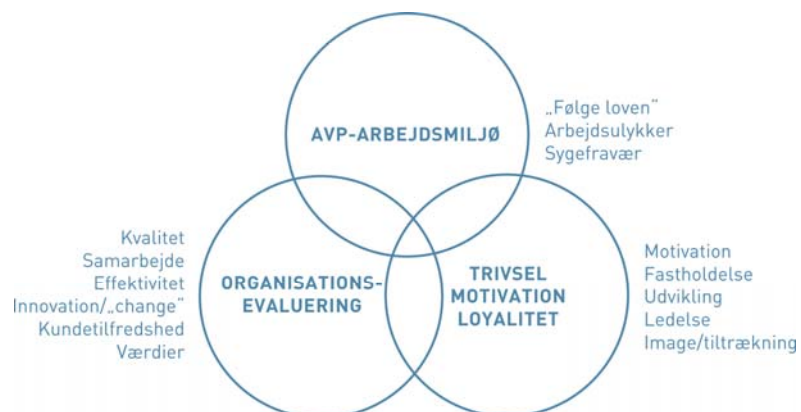 AVP-ARBEJDSMILJØ
„Følge loven”
Arbejdsulykker
Sygefravær
Kvalitet
Samarbejde
Effektivitet
Innovation/„change”
Kundetilfredshed
Værdier
ORGANISATIONS-
EVALUERING
TRIVSEL
MOTIVATION
LOYALITET
Motivation
Fastholdelse
Udvikling
Ledelse
Image/tiltrækning